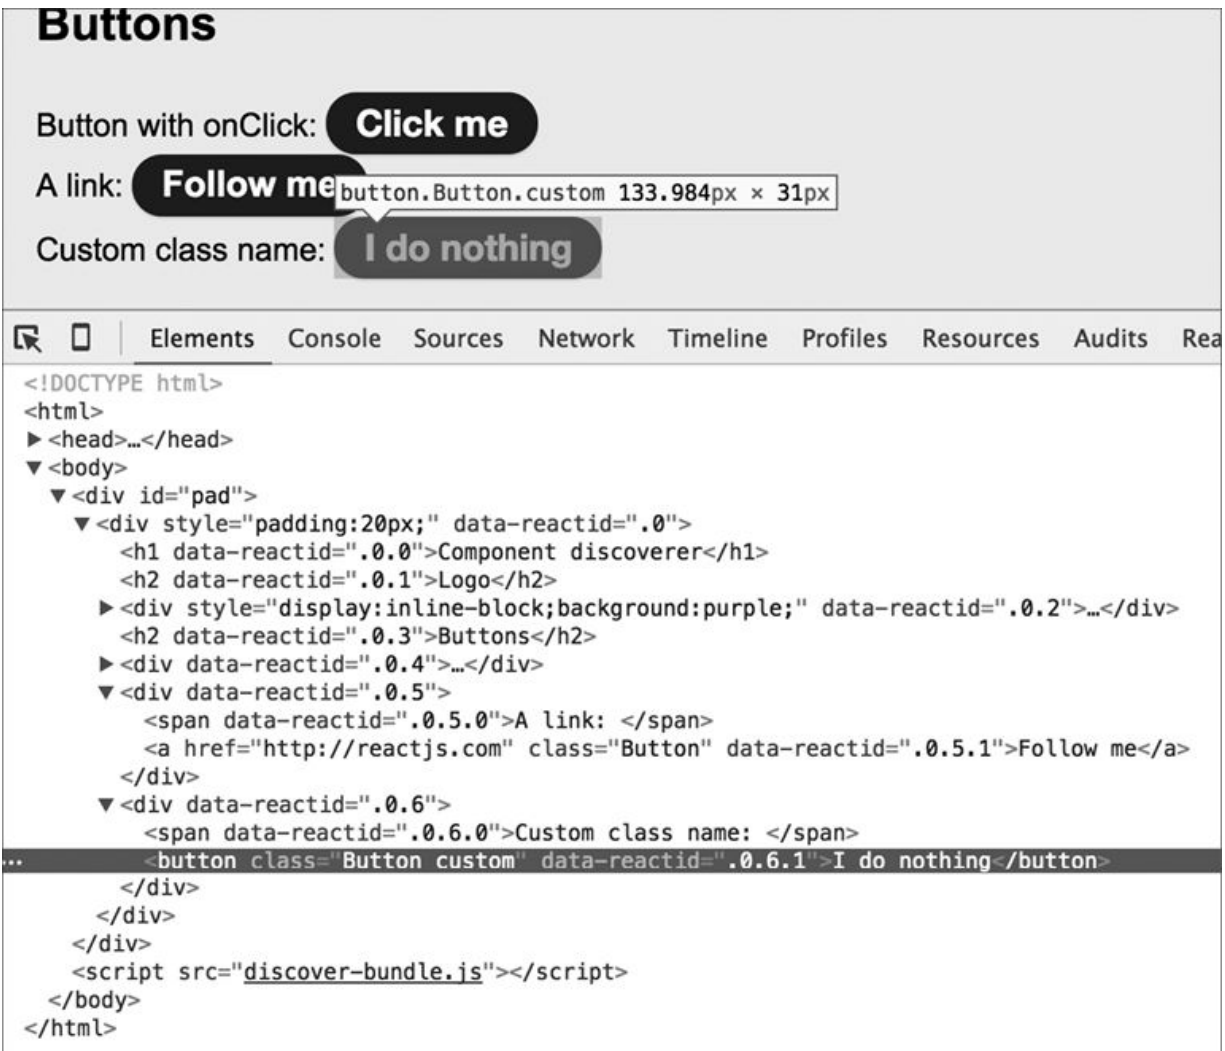 Buttons
Button with onClick: Click me
A link: Follow me
button.Button.custom 133.984px × 31px
Custom class name: I do nothing
Elements Console Sources Network Timeline Profiles Resources Audits Rea
<!DOCTYPE html>
<html>
▶<head>…</head>
▼<body>
▼<div id="pad">
▼<div style="padding:20px;" data-reactid=".0">
<h1 data-reactid=".0.0">Component discoverer</h1>
<h2 data-reactid=".0.1">Logo</h2>
▶<div style="display:inline-block;background:purple;" data-reactid=".0.2">…</div>
<h2 data-reactid=".0.3">Buttons</h2>
▶<div data-reactid=".0.4">…</div>
▼<div data-reactid=".0.5">
<span data-reactid=".0.5.0">A link: </span>
<a href="http://reactjs.com" class="Button" data-reactid=".0.5.1">Follow me</a>
</div>
▼<div data-reactid=".0.6">
<span data-reactid=".0.6.0">Custom class name: </span>
… <button class="Button custom" data-reactid=".0.6.1">I do nothing</button>
</div>
</div>
</div>
<script src="discover-bundle.js"></script>
</body>
</html>